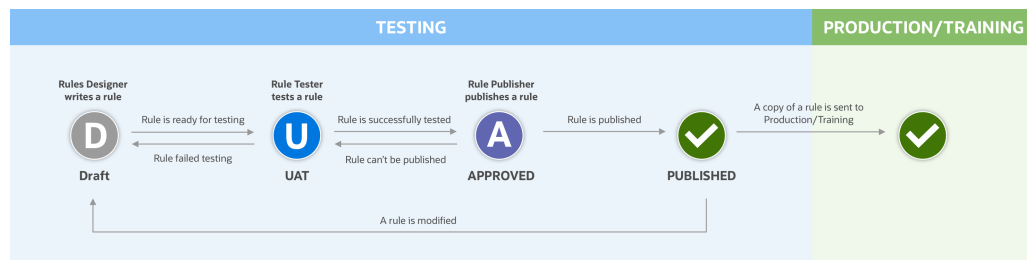 TESTING
PRODUCTION/TRAINING
Rules Designer
writes a rule
Rule Tester
tests a rule
Rule Publisher
publishes a rule
A copy of a rule is sent to
Production/Training
Rule is ready for testing
Rule is successfully tested
Rule is published
D
U
A
Rule failed testing
Rule can't be published
Draft
UAT
APPROVED
PUBLISHED
A rule is modified